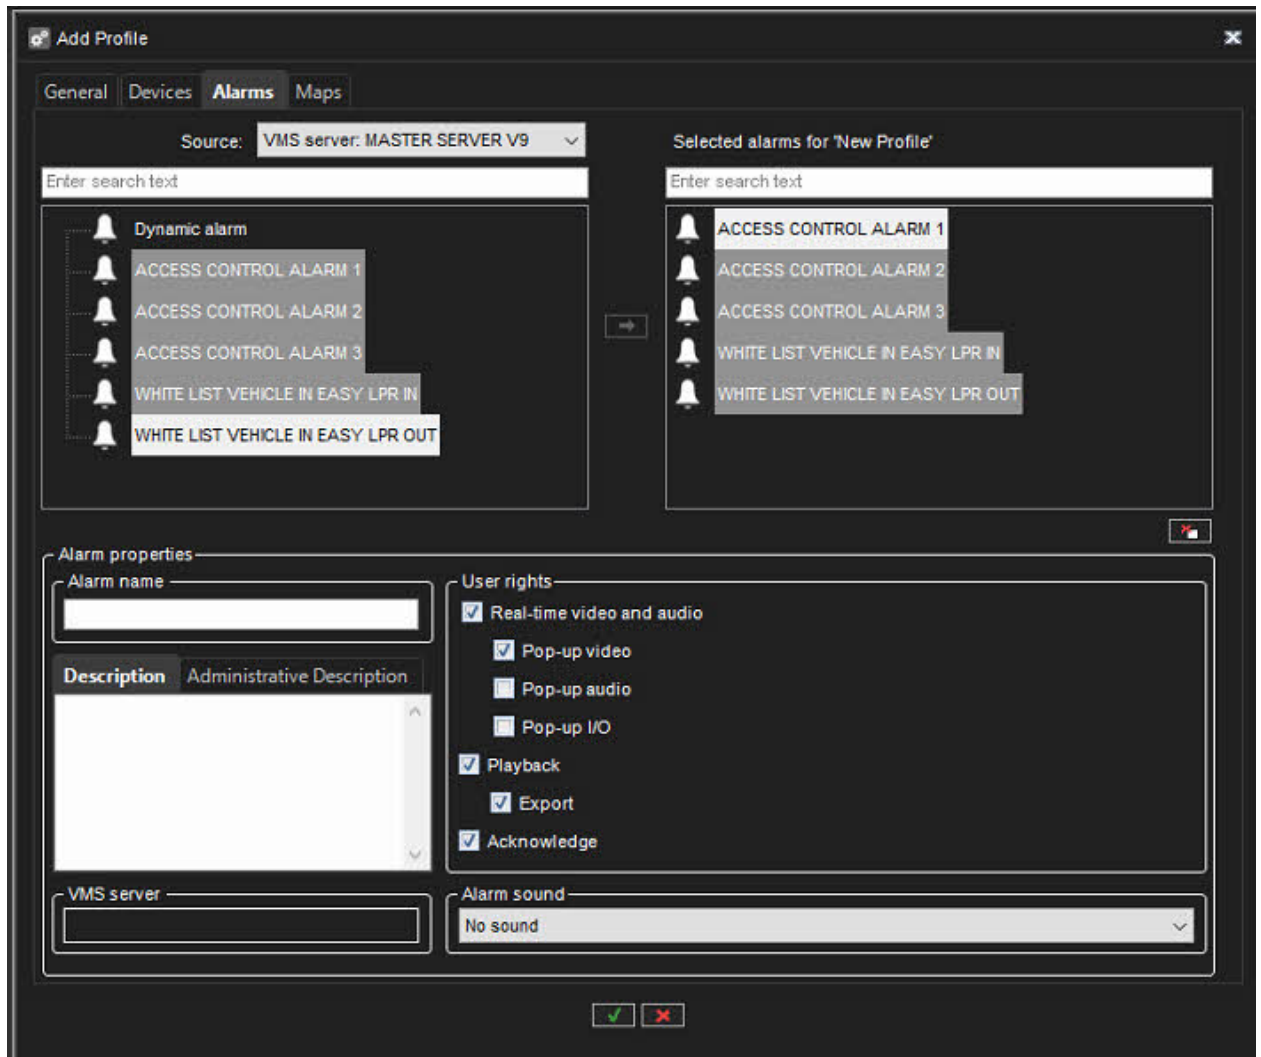 Add Profile
General Devices Alarms Maps
Source: VMS server: MASTER SERVER V9
Selected alarms for 'New Profile'
Enter search text
Enter search text
Dynamic alarm
ACCESS CONTROL ALARM 1
ACCESS CONTROL ALARM 2
ACCESS CONTROL ALARM 3
WHITE LIST VEHICLE IN EASY LPR IN
WHITE LIST VEHICLE IN EASY LPR OUT
ACCESS CONTROL ALARM 1
ACCESS CONTROL ALARM 2
ACCESS CONTROL ALARM 3
WHITE LIST VEHICLE IN EASY LPR IN
WHITE LIST VEHICLE IN EASY LPR OUT
Alarm properties
Alarm name
Description Administrative Description
VMS server
User rights
Real-time video and audio
Pop-up video
Pop-up audio
Pop-up I/O
Playback
Export
Acknowledge
Alarm sound
No sound